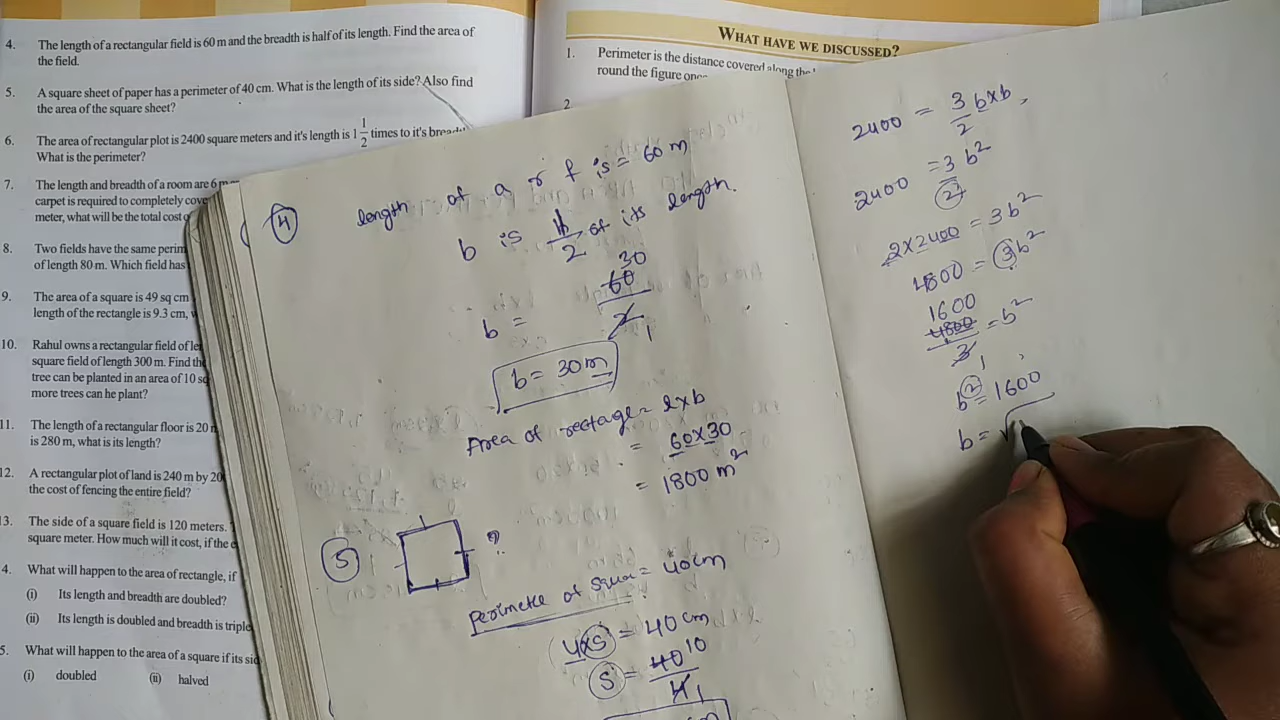 4. The length of a rectangular field is 60 m and the breadth is half of its length. Find the area of
the field.
5. A square sheet of paper has a perimeter of 40 cm. What is the length of its side? Also find
the area of the square sheet?
6. The area of rectangular plot is 2400 square meters and it's length is 1 1/2 times to it's
What is the perimeter?
7. The length and breadth of a room are 6
carpet is required to completely
meter, what will be the total cost
8. Two fields have the same
of length 80 m. Which field has
9. The area of a square is 49 sq cm
length of the rectangle is 9.3 cm,
10. Rahul owns a rectangular field of
square field of length 300 m. Find
tree can be planted in an area of 10
more trees can he plant?
11. The length of a rectangular floor is 20
is 280 m, what is its length?
12. A rectangular plot of land is 240 m by
the cost of fencing the entire field?
13. The side of a square field is 120 meters.
square meter. How much will it cost, if the
4. What will happen to the area of rectangle, if
(i) Its length and breadth are doubled?
(ii) Its length is doubled and breadth is
5. What will happen to the area of a square if its
(i) doubled (ii) halved
WHAT HAVE WE DISCUSSED?
1. Perimeter is the distance covered along the
round the figure
2
4 length of a r f is = 60 m
b is 1/2 of its length.
30
b = 60/2
1
b = 30 m
Area of rectage = l×b
= 60×30
= 1800 m²
5 ?
Perimetre of Squar = 40cm
4×S = 40 cm
S = 40/4 10
1
2400 = 3/2 b×b,
2400 = 3/2 b²
2×2400 = 3b²
4800 = 3b²
1600
4800/3 = b²
1
b² = 1600
b = √